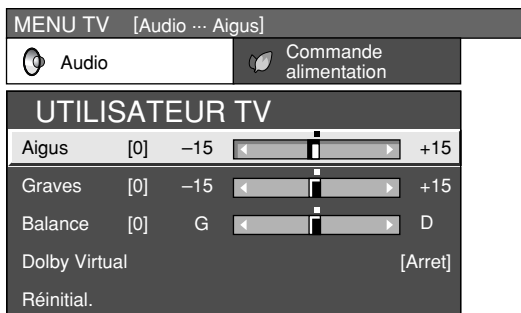 MENU TV [Audio ··· Aigus]
Audio
Commande
alimentation
UTILISATEUR TV
Aigus [0] –15 +15
Graves [0] –15 +15
Balance [0] G D
Dolby Virtual [Arret]
Réinitial.